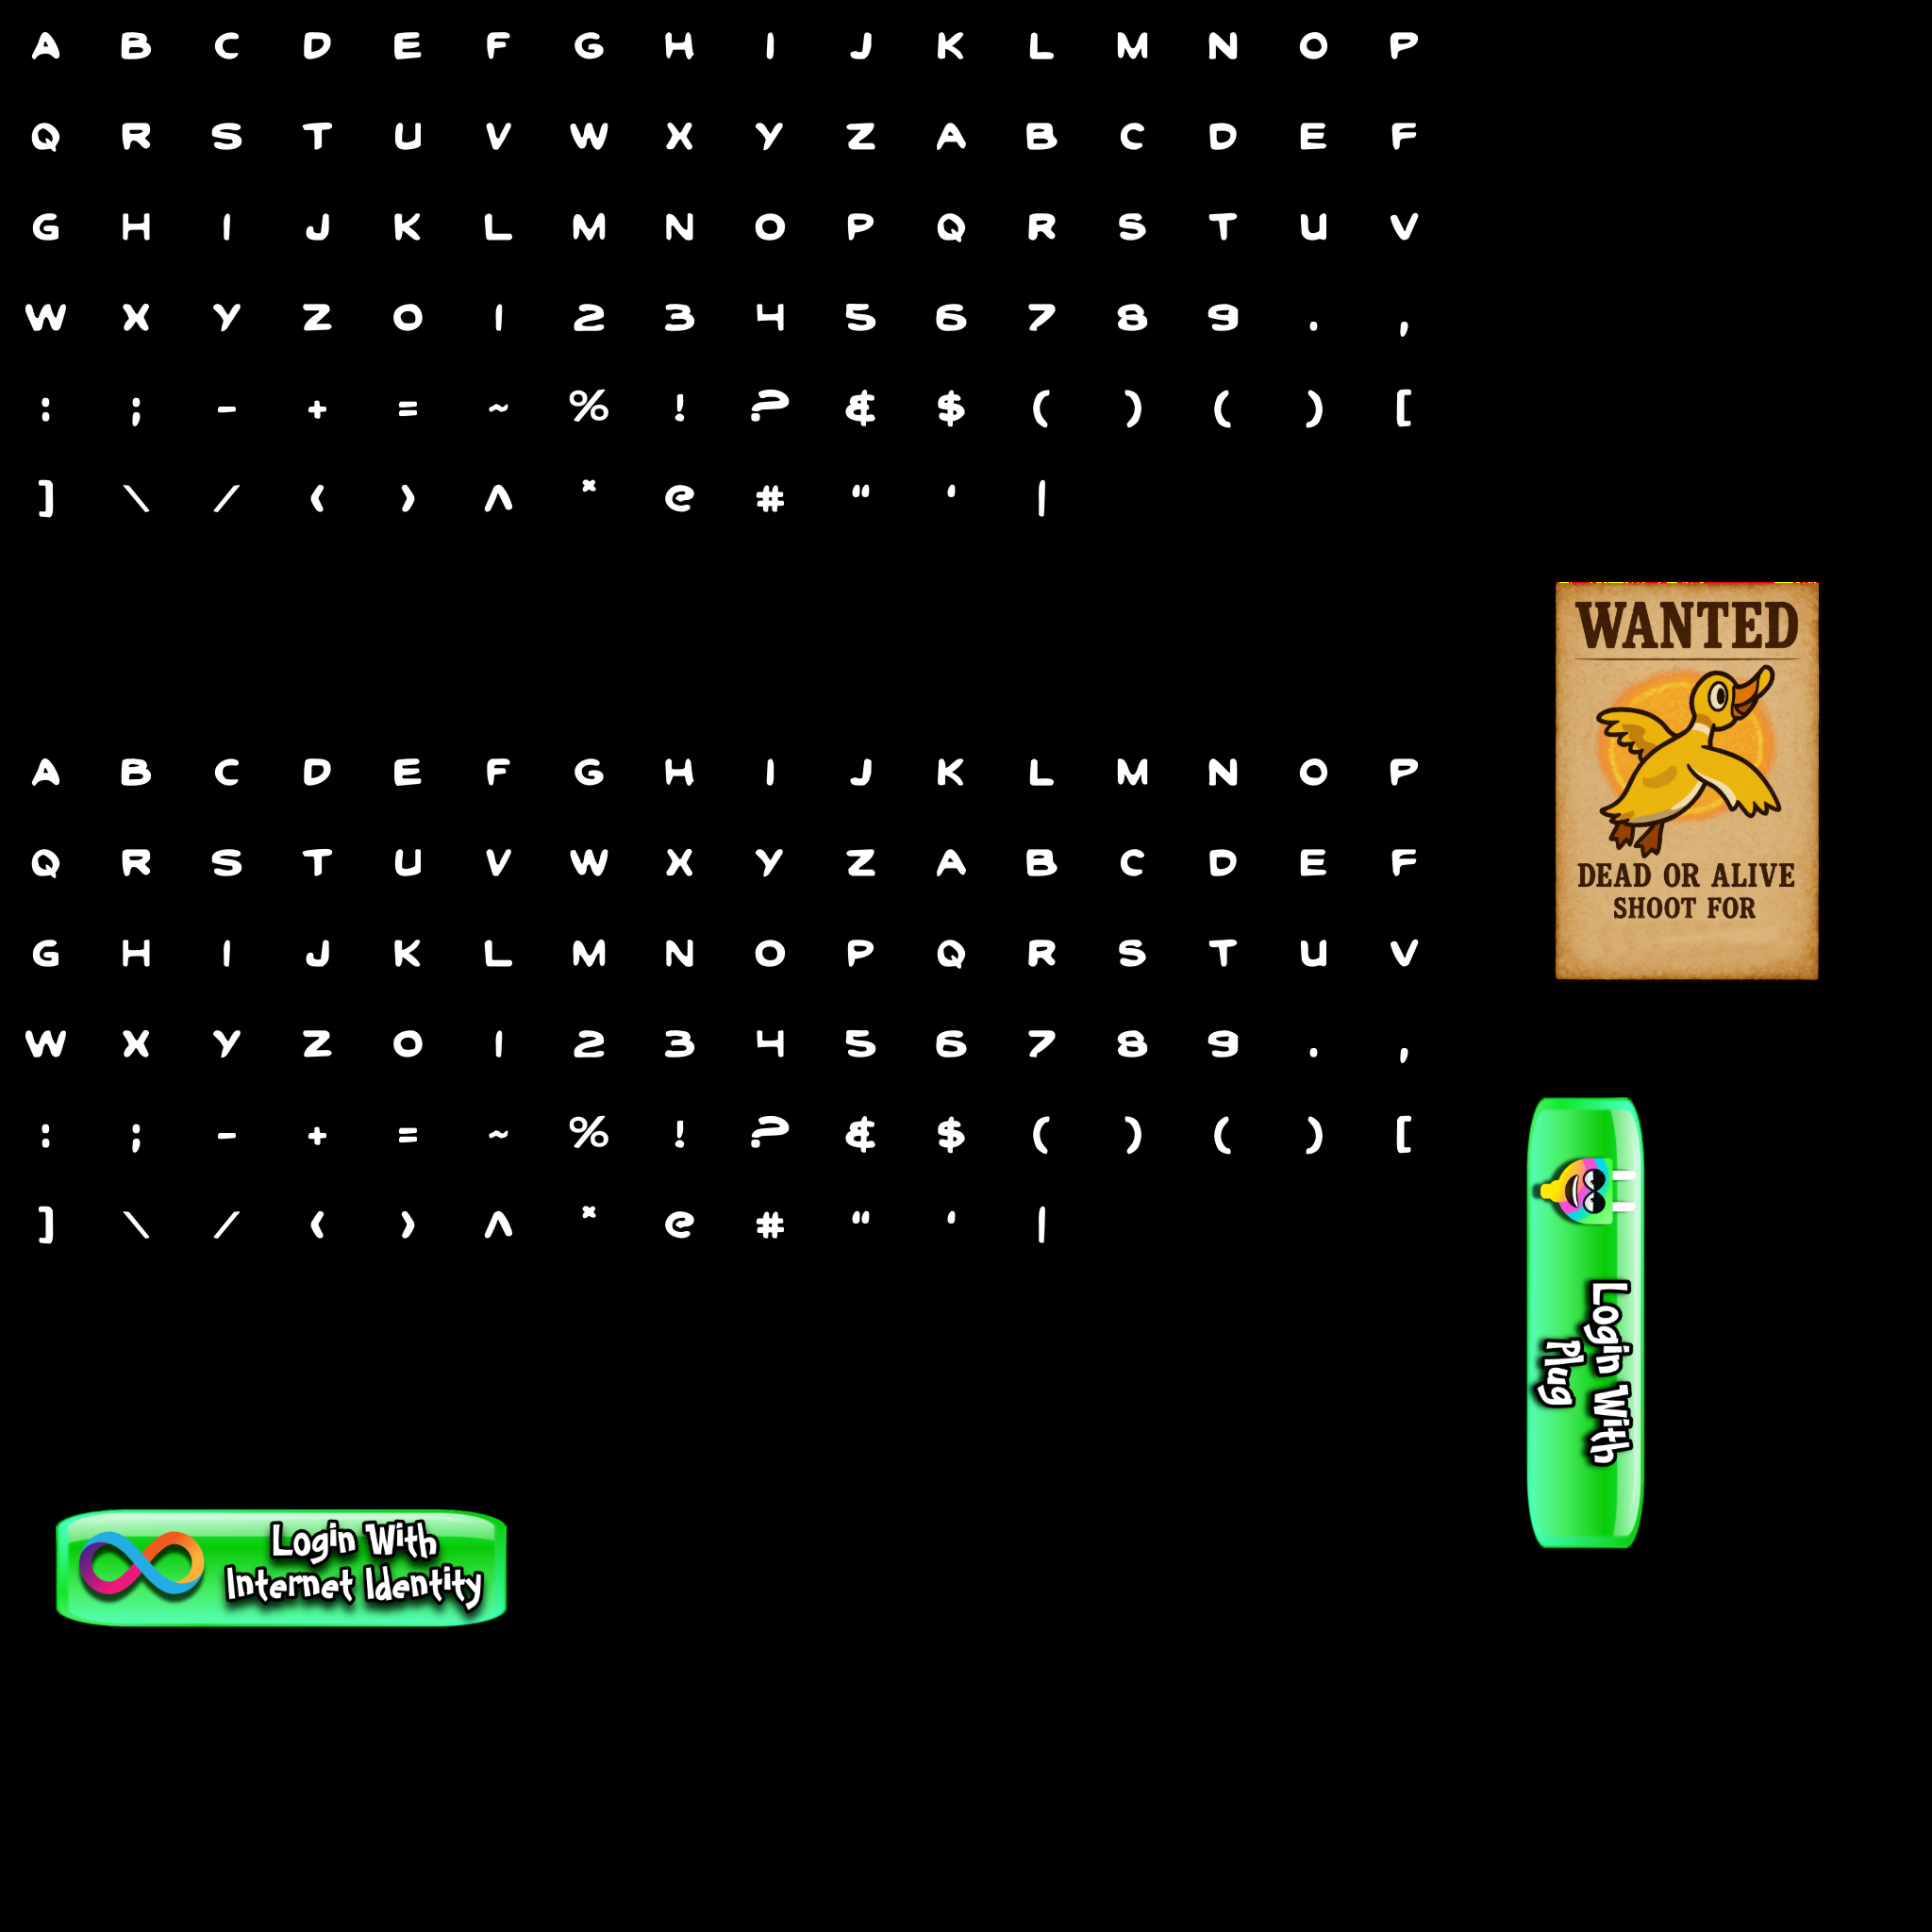 A B C D E F G H I J K L M N O P
Q R S T U V W X Y Z A B C D E F
G H I J K L M N O P Q R S T U V
W X Y Z 0 1 2 3 4 5 6 7 8 9 . ,
: ; - + = ~ % ! ? & $ ( ) ( ) [
] \ / < > ^ * @ # " ' |
WANTED
DEAD OR ALIVE
SHOOT FOR
A B C D E F G H I J K L M N O P
Q R S T U V W X Y Z A B C D E F
G H I J K L M N O P Q R S T U V
W X Y Z 0 1 2 3 4 5 6 7 8 9 . ,
: ; - + = ~ % ! ? & $ ( ) ( ) [
] \ / < > ^ * @ # " ' |
Login With
Plug
Login With
Internet Identity